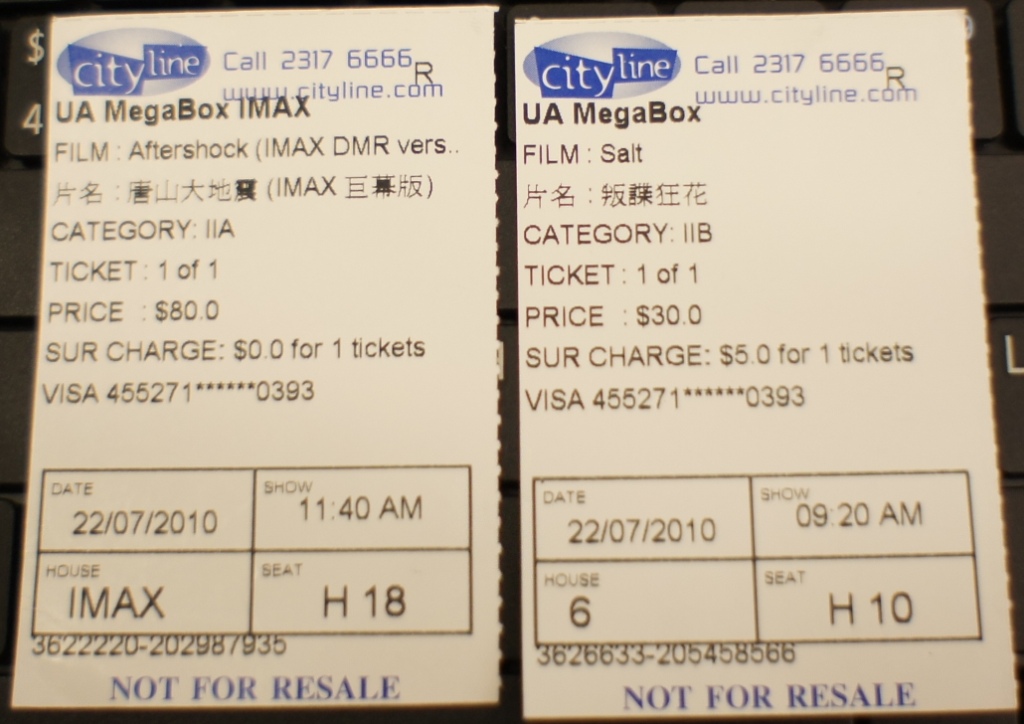 cityline Call 2317 6666 R
www.cityline.com
UA MegaBox IMAX
FILM : Aftershock (IMAX DMR vers..
片名 : 唐山大地震 (IMAX 巨幕版)
CATEGORY: IIA
TICKET : 1 of 1
PRICE : $80.0
SUR CHARGE: $0.0 for 1 tickets
VISA 455271******0393
DATE
22/07/2010
SHOW
11:40 AM
HOUSE
IMAX
SEAT
H 18
3622220-202987935
NOT FOR RESALE
cityline Call 2317 6666 R
www.cityline.com
UA MegaBox
FILM : Salt
片名 : 叛諜狂花
CATEGORY: IIB
TICKET : 1 of 1
PRICE : $30.0
SUR CHARGE: $5.0 for 1 tickets
VISA 455271******0393
DATE
22/07/2010
SHOW
09:20 AM
HOUSE
6
SEAT
H 10
3626633-205458566
NOT FOR RESALE
$
4
L